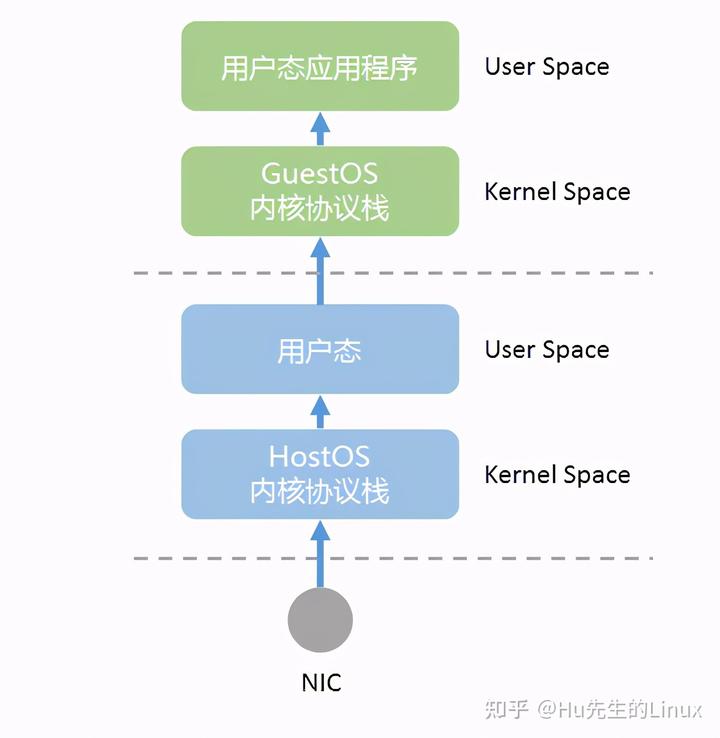 用户态应用程序
User Space
GuestOS
内核协议栈
Kernel Space
用户态
User Space
HostOS
内核协议栈
Kernel Space
NIC
知乎 @Hu先生的Linux